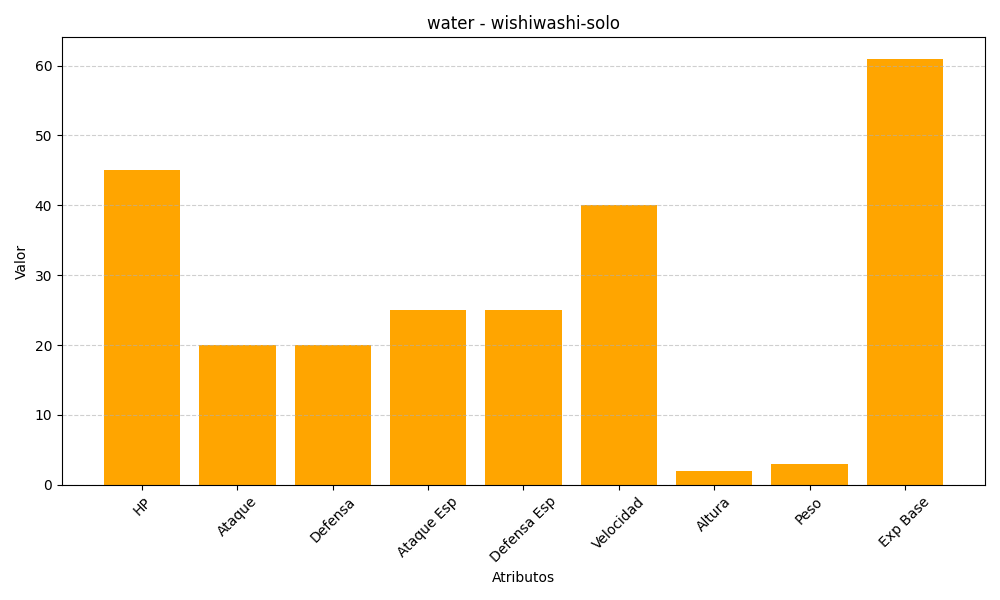 water - wishiwashi-solo
Valor
60
50
40
30
20
10
0
HP
Ataque
Defensa
Ataque Esp
Defensa Esp
Velocidad
Altura
Peso
Exp Base
Atributos